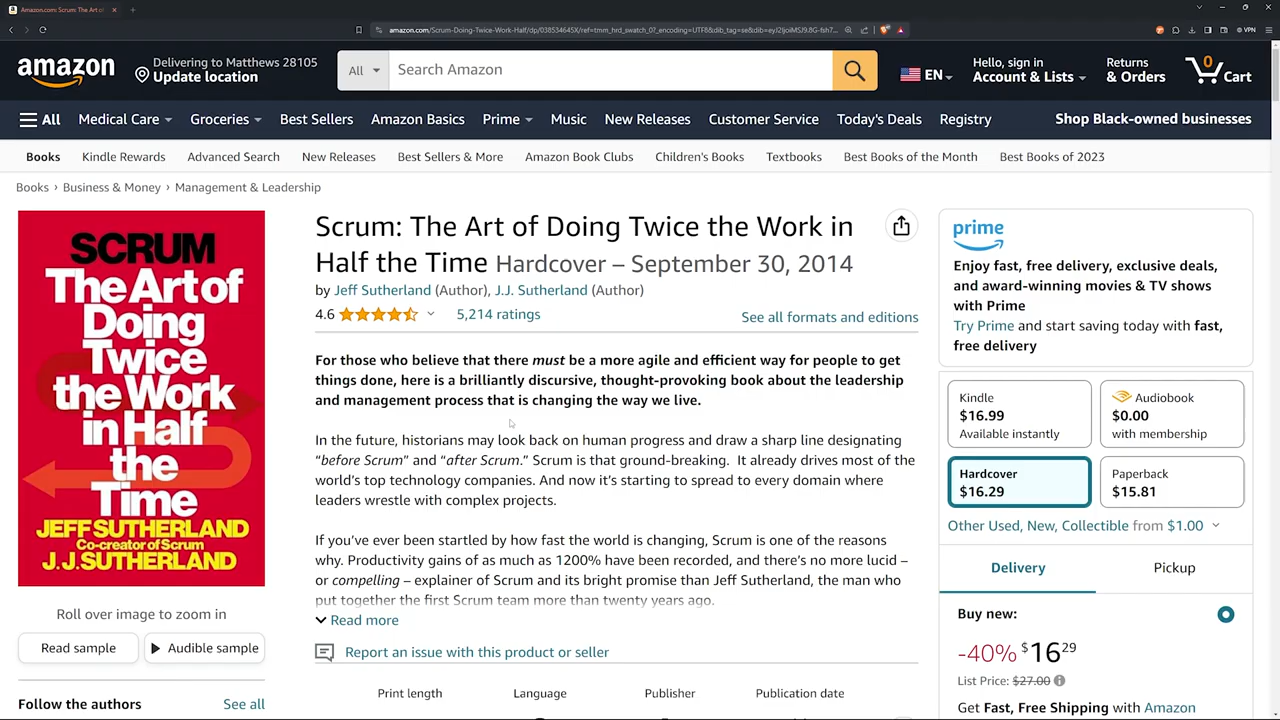 Amazon.com: Scrum: The Art of
amazon.com/Scrum-Doing-Twice-Work-Half/dp/038534645X/ref=tmm_hrd_swatch_0?_encoding=UTF8&dib_tag=se&dib=
VPN
amazon
Delivering to Matthews 28105
Update location
All
Search Amazon
EN
Hello, sign in
Account & Lists
Returns
& Orders
0
Cart
All
Medical Care
Groceries
Best Sellers
Amazon Basics
Prime
Music
New Releases
Customer Service
Today's Deals
Registry
Shop Black-owned businesses
Books
Kindle Rewards
Advanced Search
New Releases
Best Sellers & More
Amazon Book Clubs
Children's Books
Textbooks
Best Books of the Month
Best Books of 2023
Books › Business & Money › Management & Leadership
SCRUM
The Art of
Doing
Twice
the Work
in Half
the
Time
JEFF SUTHERLAND
Co-creator of Scrum
J.J. SUTHERLAND
Roll over image to zoom in
Read sample
Audible sample
Follow the authors
See all
Scrum: The Art of Doing Twice the Work in
Half the Time Hardcover – September 30, 2014
by Jeff Sutherland (Author), J.J. Sutherland (Author)
4.6
5,214 ratings
See all formats and editions
For those who believe that there must be a more agile and efficient way for people to get
things done, here is a brilliantly discursive, thought-provoking book about the leadership
and management process that is changing the way we live.
In the future, historians may look back on human progress and draw a sharp line designating
“before Scrum” and “after Scrum.” Scrum is that ground-breaking. It already drives most of the
world's top technology companies. And now it's starting to spread to every domain where
leaders wrestle with complex projects.
If you’ve ever been startled by how fast the world is changing, Scrum is one of the reasons
why. Productivity gains of as much as 1200% have been recorded, and there's no more lucid –
or compelling – explainer of Scrum and its bright promise than Jeff Sutherland, the man who
put together the first Scrum team more than twenty years ago.
Read more
Report an issue with this product or seller
Print length
Language
Publisher
Publication date
prime
Enjoy fast, free delivery, exclusive deals,
and award-winning movies & TV shows
with Prime
Try Prime and start saving today with fast,
free delivery
Kindle
$16.99
Available instantly
Audiobook
$0.00
with membership
Hardcover
$16.29
Paperback
$15.81
Other Used, New, Collectible from $1.00
Delivery
Pickup
Buy new:
-40% $16 29
List Price: $27.00
Get Fast, Free Shipping with Amazon